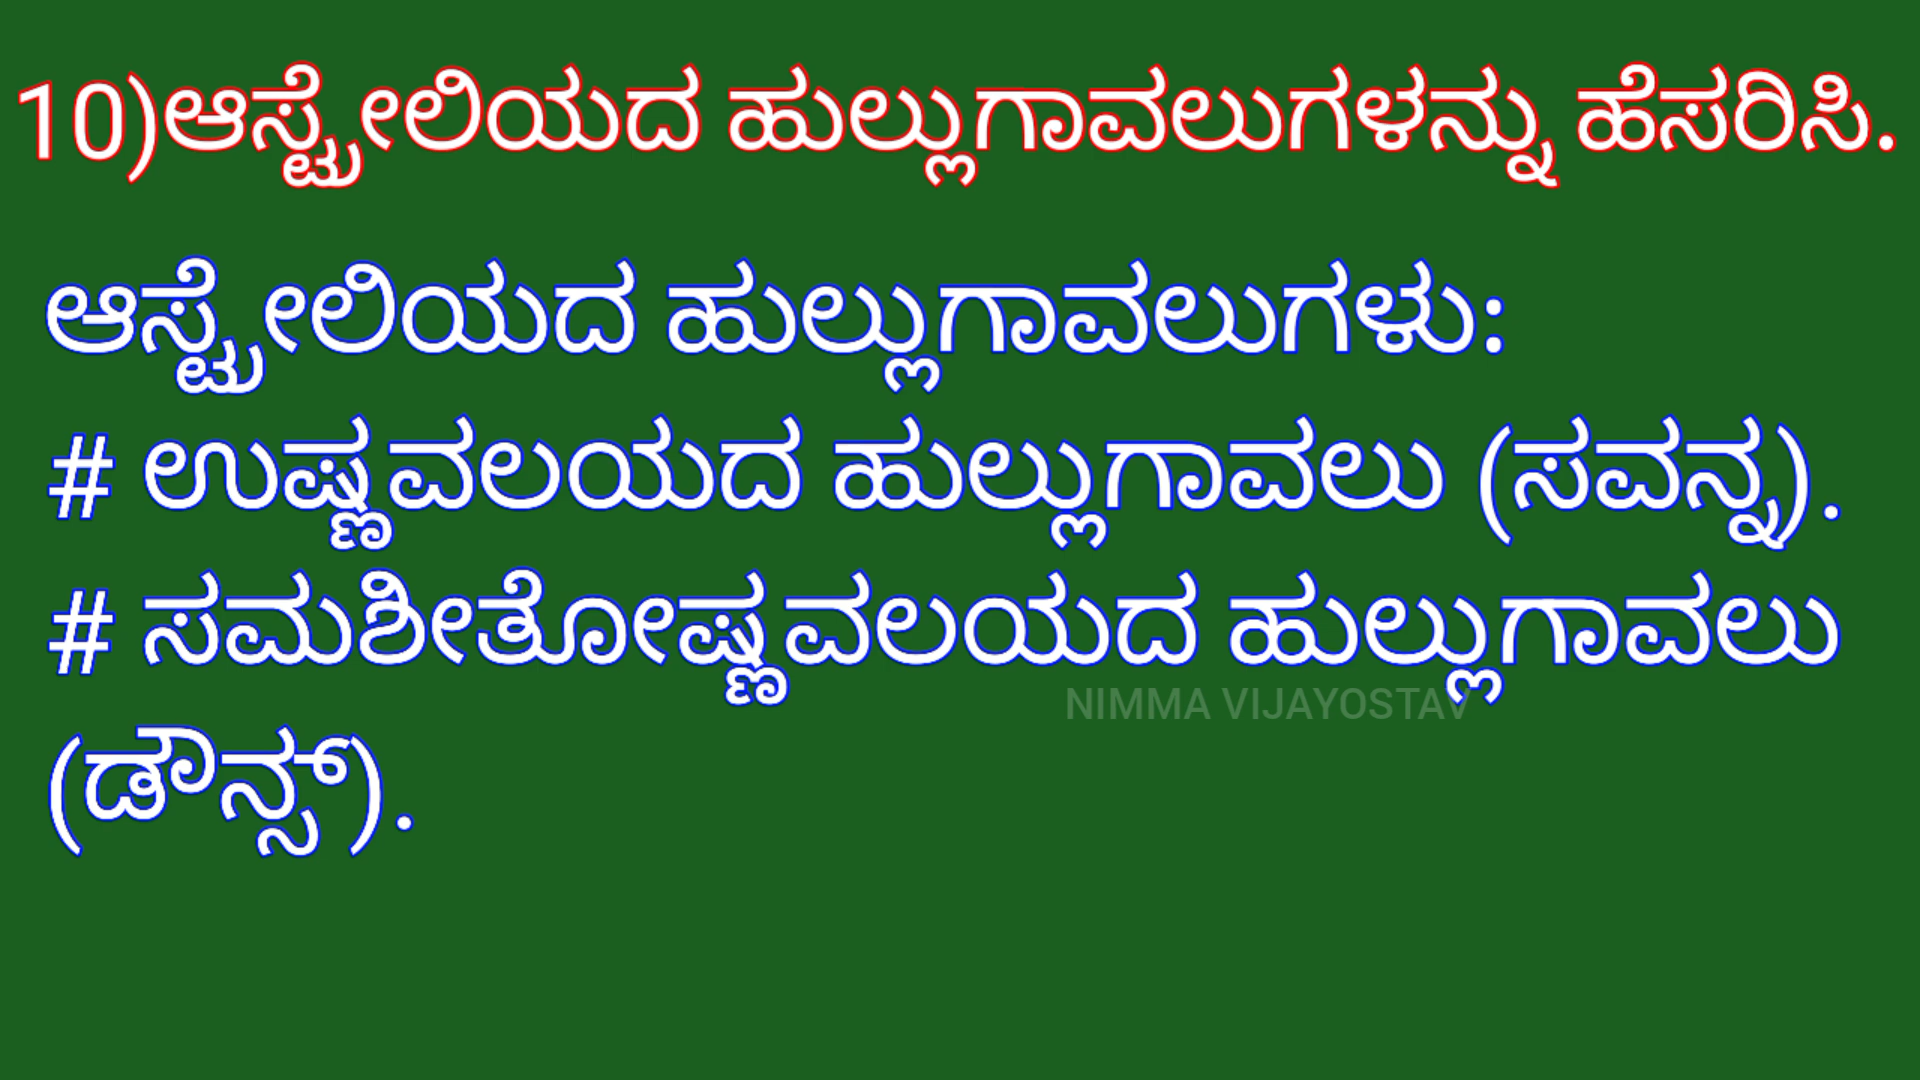 10)ಆಸ್ಟ್ರೇಲಿಯದ ಹುಲ್ಲುಗಾವಲುಗಳನ್ನು ಹೆಸರಿಸಿ.
ಆಸ್ಟ್ರೇಲಿಯದ ಹುಲ್ಲುಗಾವಲುಗಳು:
# ಉಷ್ಣವಲಯದ ಹುಲ್ಲುಗಾವಲು (ಸವನ್ನ).
# ಸಮಶೀತೋಷ್ಣವಲಯದ ಹುಲ್ಲುಗಾವಲು
NIMMA VIJAYOSTAV
(ಡೌನ್ಸ್).